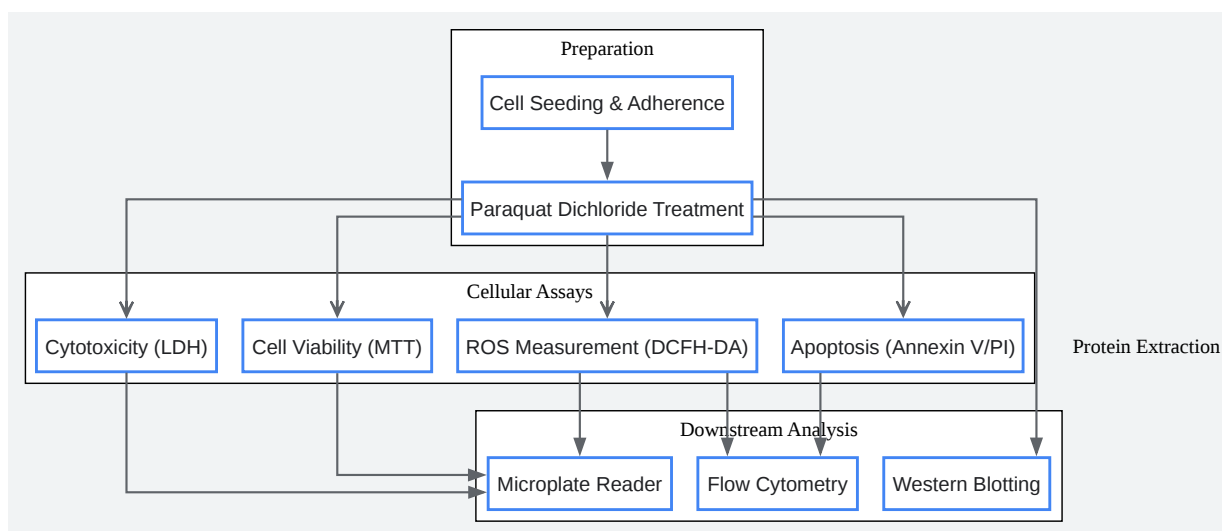 Preparation
Cell Seeding & Adherence
Paraquat Dichloride Treatment
Cellular Assays
Cytotoxicity (LDH)
Cell Viability (MTT)
ROS Measurement (DCFH-DA)
Apoptosis (Annexin V/PI)
Protein Extraction
Downstream Analysis
Microplate Reader
Flow Cytometry
Western Blotting